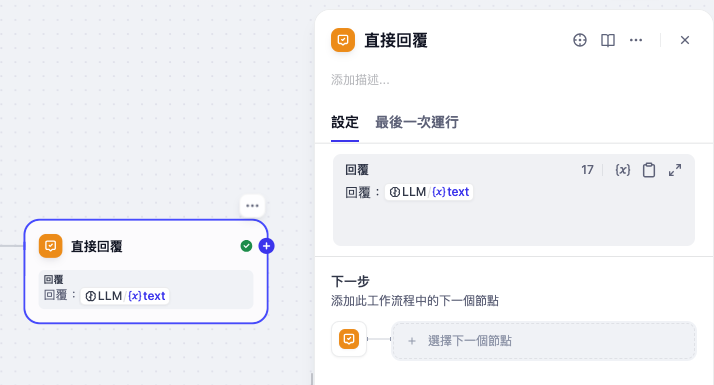 直接回覆
回覆
回覆：LLM/{x}text
直接回覆
添加描述...
設定 最後一次運行
回覆 17 {x}
回覆：LLM/{x}text
下一步
添加此工作流程中的下一個節點
+ 選擇下一個節點